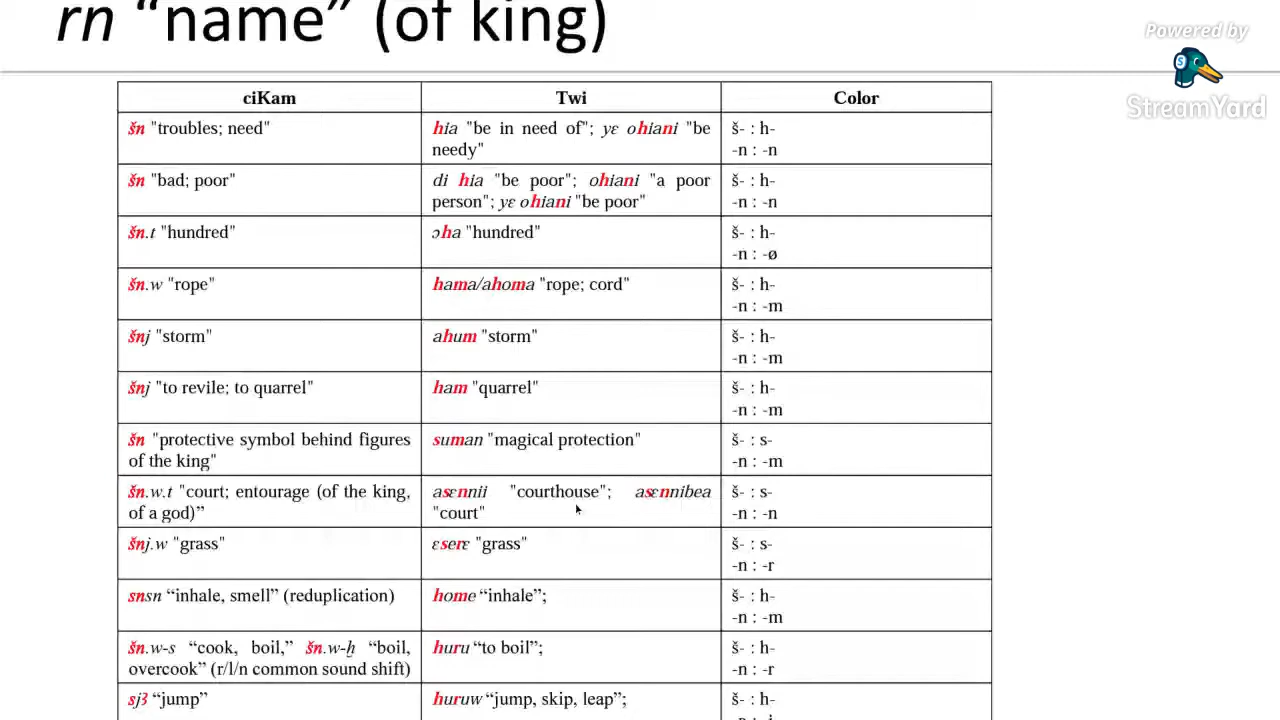 rn “name” (of king)
Powered by
StreamYard
ciKam Twi Color
šn "troubles; need" hia "be in need of"; yɛ ohiani "be š- : h-
needy" -n : -n
šn "bad; poor" di hia "be poor"; ohiani "a poor š- : h-
person"; yɛ ohiani "be poor" -n : -n
šn.t "hundred" ɔha "hundred" š- : h-
-n : -ø
šn.w "rope" hama/ahoma "rope; cord" š- : h-
-n : -m
šnj "storm" ahum "storm" š- : h-
-n : -m
šnj "to revile; to quarrel" ham "quarrel" š- : h-
-n : -m
šn "protective symbol behind figures suman "magical protection" š- : s-
of the king" -n : -m
šn.w.t "court; entourage (of the king, asɛnnii "courthouse"; asɛnnibea š- : s-
of a god)” "court" -n : -n
šnj.w "grass" ɛserɛ "grass" š- : s-
-n : -r
snsn “inhale, smell” (reduplication) home “inhale”; š- : h-
-n : -m
šn.w-s “cook, boil,” šn.w-ḫ “boil, huru “to boil”; š- : h-
overcook” (r/l/n common sound shift) -n : -r
sjꜣ “jump” huruw “jump, skip, leap”; š- : h-